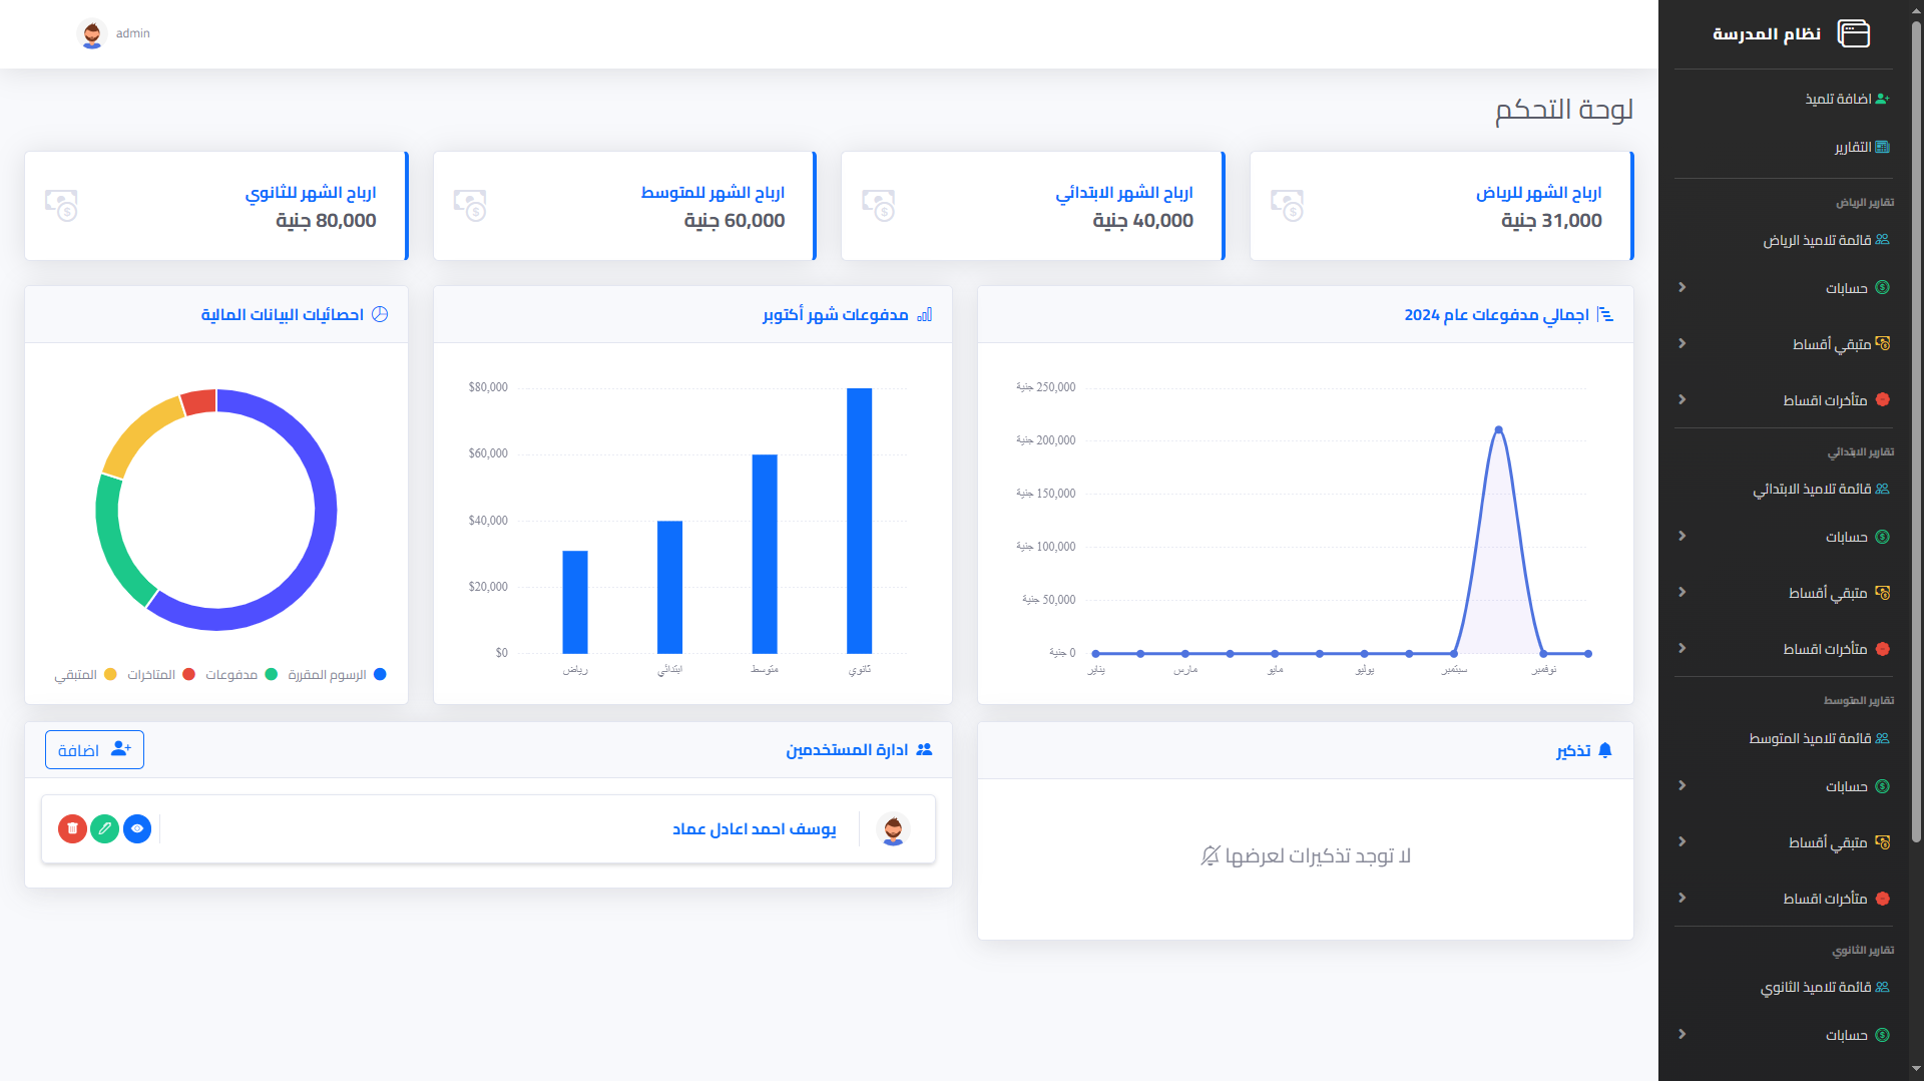 نظام المدرسة
اضافة تلميذ
التقارير
تقارير الرياض
قائمة تلاميذ الرياض
حسابات
متبقي أقساط
متأخرات اقساط
تقارير الابتدائي
قائمة تلاميذ الابتدائي
حسابات
متبقي أقساط
متأخرات اقساط
تقارير المتوسط
قائمة تلاميذ المتوسط
حسابات
متبقي أقساط
متأخرات اقساط
تقارير الثانوي
قائمة تلاميذ الثانوي
حسابات
admin
لوحة التحكم
ارباح الشهر للرياض
31,000 جنية
ارباح الشهر الابتدائي
40,000 جنية
ارباح الشهر للمتوسط
60,000 جنية
ارباح الشهر للثانوي
80,000 جنية
اجمالي مدفوعات عام 2024
250,000 جنية
200,000 جنية
150,000 جنية
100,000 جنية
50,000 جنية
0 جنية
يناير مارس مايو يوليو سبتمبر نوفمبر
مدفوعات شهر أكتوبر
$80,000
$60,000
$40,000
$20,000
$0
رياض ابتدائي متوسط ثانوي
احصائيات البيانات المالية
الرسوم المقررة مدفوعات المتاخرات المتبقي
تذكير
لا توجد تذكيرات لعرضها
ادارة المستخدمين
اضافة
يوسف احمد اعادل عماد